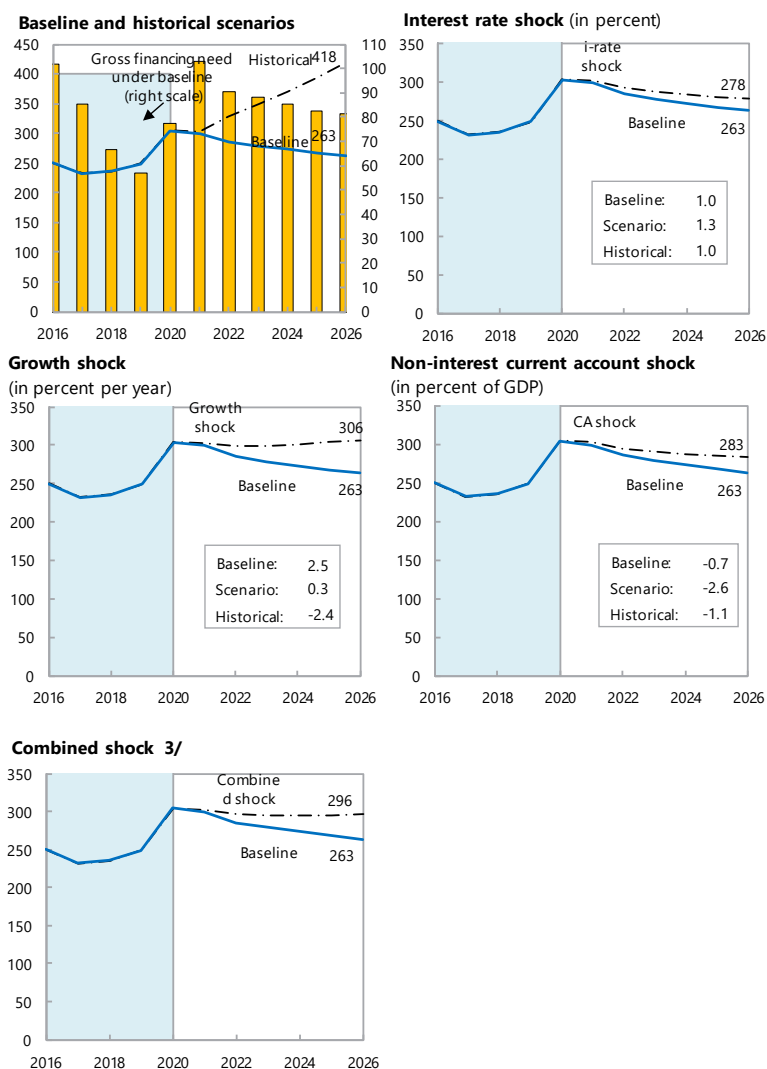 Baseline and historical scenarios
450
400
350
300
250
200
150
100
50
0
110
100
90
80
70
60
50
40
30
20
10
0
Gross financing need
under baseline
(right scale)
Historical
418
Baseline
263
2016 2018 2020 2022 2024 2026
Interest rate shock (in percent)
350
300
250
200
150
100
50
0
i-rate
shock
278
Baseline
263
Baseline: 1.0
Scenario: 1.3
Historical: 1.0
2016 2018 2020 2022 2024 2026
Growth shock
(in percent per year)
350
300
250
200
150
100
50
0
Growth
shock
306
Baseline
263
Baseline: 2.5
Scenario: 0.3
Historical: -2.4
2016 2018 2020 2022 2024 2026
Non-interest current account shock
(in percent of GDP)
350
300
250
200
150
100
50
0
CA shock
283
Baseline
263
Baseline: -0.7
Scenario: -2.6
Historical: -1.1
2016 2018 2020 2022 2024 2026
Combined shock 3/
350
300
250
200
150
100
50
0
Combine
d shock
296
Baseline
263
2016 2018 2020 2022 2024 2026